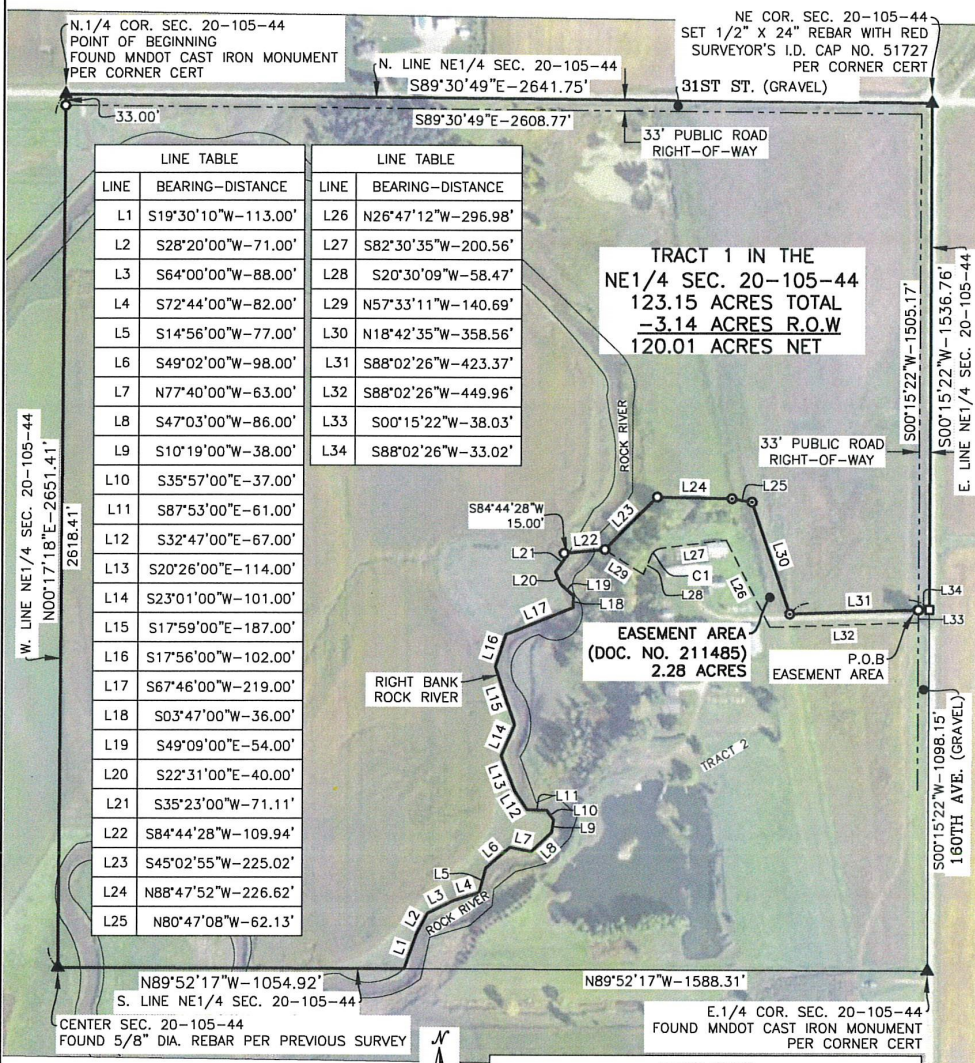 N.1/4 COR. SEC. 20-105-44
POINT OF BEGINNING
FOUND MNDOT CAST IRON MONUMENT
PER CORNER CERT
NE COR. SEC. 20-105-44
SET 1/2" X 24" REBAR WITH RED
SURVEYOR'S I.D. CAP NO. 51727
PER CORNER CERT
N. LINE NE1/4 SEC. 20-105-44
S89°30'49"E-2641.75'
31ST ST. (GRAVEL)
33.00'
S89°30'49"E-2608.77'
33' PUBLIC ROAD
RIGHT-OF-WAY
LINE TABLE
LINE BEARING-DISTANCE
L1 S19°30'10"W-113.00'
L2 S28°20'00"W-71.00'
L3 S64°00'00"W-88.00'
L4 S72°44'00"W-82.00'
L5 S14°56'00"W-77.00'
L6 S49°02'00"W-98.00'
L7 N77°40'00"W-63.00'
L8 S47°03'00"W-86.00'
L9 S10°19'00"W-38.00'
L10 S35°57'00"E-37.00'
L11 S87°53'00"E-61.00'
L12 S32°47'00"E-67.00'
L13 S20°26'00"E-114.00'
L14 S23°01'00"W-101.00'
L15 S17°59'00"E-187.00'
L16 S17°56'00"W-102.00'
L17 S67°46'00"W-219.00'
L18 S03°47'00"W-36.00'
L19 S49°09'00"E-54.00'
L20 S22°31'00"E-40.00'
L21 S35°23'00"W-71.11'
L22 S84°44'28"W-109.94'
L23 S45°02'55"W-225.02'
L24 N88°47'52"W-226.62'
L25 N80°47'08"W-62.13'
LINE TABLE
LINE BEARING-DISTANCE
L26 N26°47'12"W-296.98'
L27 S82°30'35"W-200.56'
L28 S20°30'09"W-58.47'
L29 N57°33'11"W-140.69'
L30 N18°42'35"W-358.56'
L31 S88°02'26"W-423.37'
L32 S88°02'26"W-449.96'
L33 S00°15'22"W-38.03'
L34 S88°02'26"W-33.02'
TRACT 1 IN THE
NE1/4 SEC. 20-105-44
123.15 ACRES TOTAL
-3.14 ACRES R.O.W
120.01 ACRES NET
S00°15'22"W-1505.17'
S00°15'22"W-1536.76'
E. LINE NE1/4 SEC. 20-105-44
W. LINE NE1/4 SEC. 20-105-44
N00°17'18"E-2651.41'
2618.41'
ROCK RIVER
33' PUBLIC ROAD
RIGHT-OF-WAY
S84°44'28"W
15.00'
L21
L22
L23
L24
L25
L20
L29
L27
C1
L28
L26
L30
L19
L18
L17
L31
L34
L33
L32
EASEMENT AREA
(DOC. NO. 211485)
2.28 ACRES
P.O.B
EASEMENT AREA
L16
RIGHT BANK
ROCK RIVER
L15
L14
TRACT 2
L13
L12
L11
L10
L9
L8
L7
L6
L5
L4
L3
L2
L1
ROCK RIVER
S00°15'22"W-1098.15'
160TH AVE. (GRAVEL)
N89°52'17"W-1054.92'
S. LINE NE1/4 SEC. 20-105-44
N89°52'17"W-1588.31'
CENTER SEC. 20-105-44
FOUND 5/8" DIA. REBAR PER PREVIOUS SURVEY
E.1/4 COR. SEC. 20-105-44
FOUND MNDOT CAST IRON MONUMENT
PER CORNER CERT
N